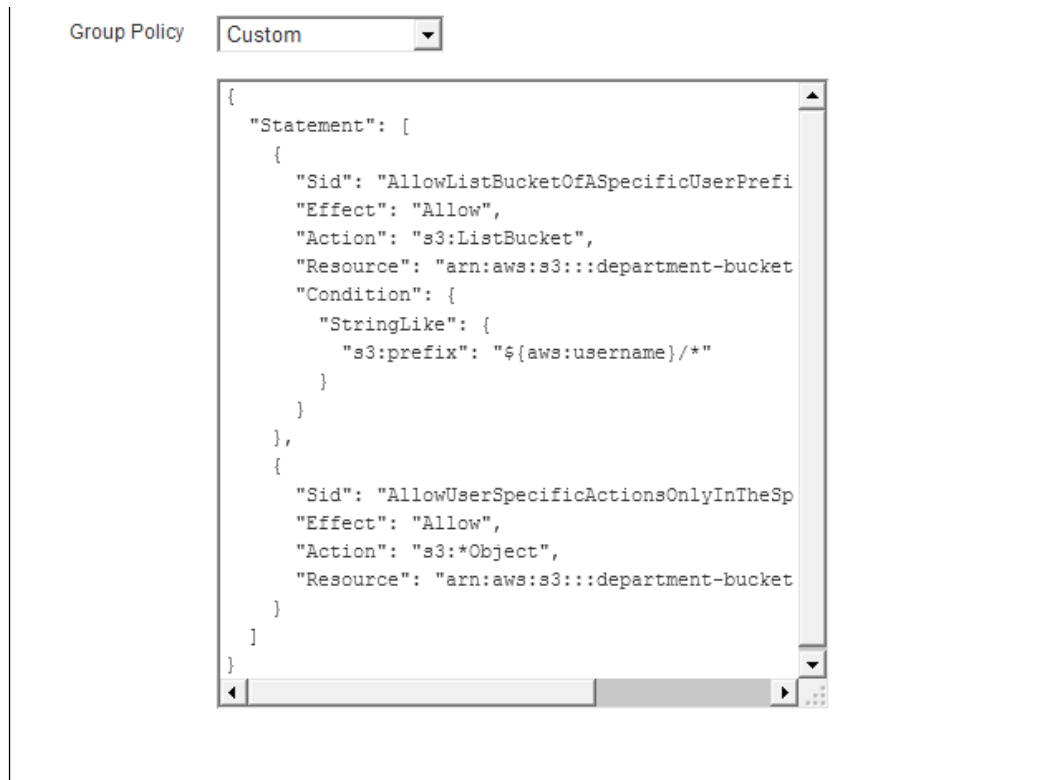 Group Policy
Custom
{
  "Statement": [
    {
      "Sid": "AllowListBucketOfASpecificUserPrefi
      "Effect": "Allow",
      "Action": "s3:ListBucket",
      "Resource": "arn:aws:s3:::department-bucket
      "Condition": {
        "StringLike": {
          "s3:prefix": "${aws:username}/*"
        }
      }
    },
    {
      "Sid": "AllowUserSpecificActionsOnlyInTheSp
      "Effect": "Allow",
      "Action": "s3:*Object",
      "Resource": "arn:aws:s3:::department-bucket
    }
  ]
}